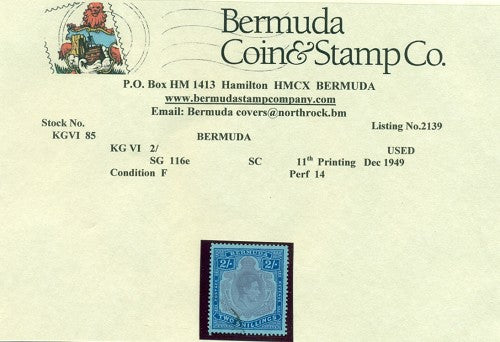 Bermuda
Coin & Stamp Co.
P.O. Box HM 1413 Hamilton HMCX BERMUDA
www.bermudastampcompany.com
Email: Bermuda covers@northrock.bm
Stock No.
Listing No.2139
KGVI 85
BERMUDA
KG VI 2/
USED
SG 116e SC 11th Printing Dec 1949
Condition F Perf 14
BERMUDA
2/- 2/-
TWO SHILLINGS